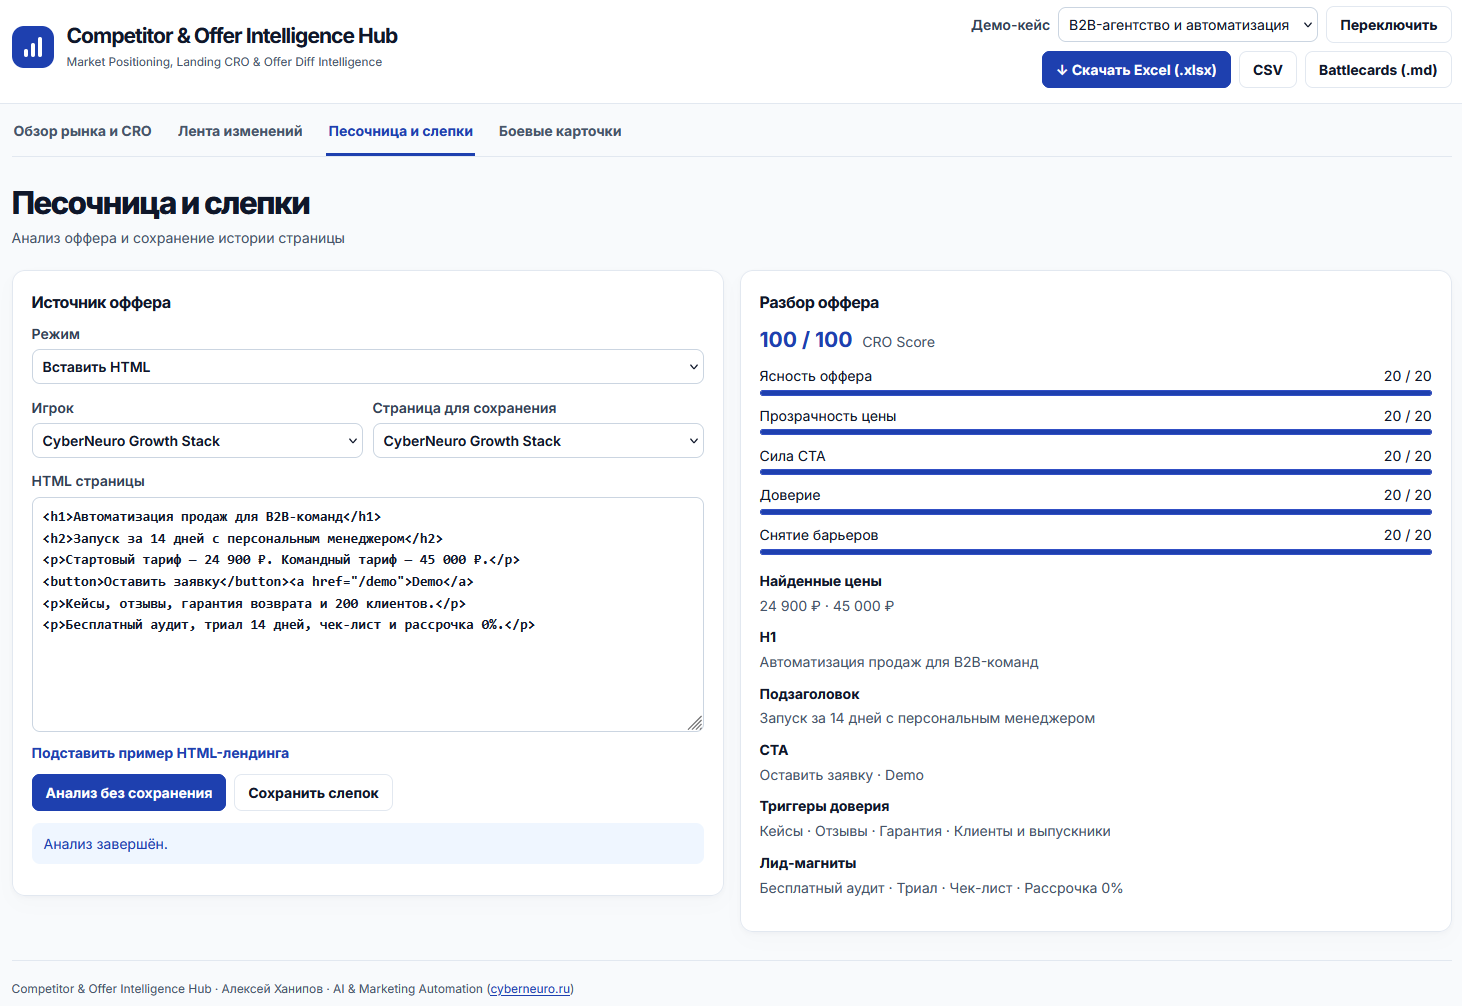 Competitor & Offer Intelligence Hub
Market Positioning, Landing CRO & Offer Diff Intelligence
Демо-кейс
B2B-агентство и автоматизация
Переключить
↓ Скачать Excel (.xlsx)
CSV
Battlecards (.md)
Обзор рынка и CRO
Лента изменений
Песочница и слепки
Боевые карточки
Песочница и слепки
Анализ оффера и сохранение истории страницы
Источник оффера
Режим
Вставить HTML
Игрок
Страница для сохранения
CyberNeuro Growth Stack
CyberNeuro Growth Stack
HTML страницы
<h1>Автоматизация продаж для B2B-команд</h1>
<h2>Запуск за 14 дней с персональным менеджером</h2>
<p>Стартовый тариф — 24 900 ₽. Командный тариф — 45 000 ₽.</p>
<button>Оставить заявку</button><a href="/demo">Demo</a>
<p>Кейсы, отзывы, гарантия возврата и 200 клиентов.</p>
<p>Бесплатный аудит, триал 14 дней, чек-лист и рассрочка 0%.</p>
Подставить пример HTML-лендинга
Анализ без сохранения
Сохранить слепок
Анализ завершён.
Разбор оффера
100 / 100 CRO Score
Ясность оффера 20 / 20
Прозрачность цены 20 / 20
Сила CTA 20 / 20
Доверие 20 / 20
Снятие барьеров 20 / 20
Найденные цены
24 900 ₽ · 45 000 ₽
H1
Автоматизация продаж для B2B-команд
Подзаголовок
Запуск за 14 дней с персональным менеджером
CTA
Оставить заявку · Demo
Триггеры доверия
Кейсы · Отзывы · Гарантия · Клиенты и выпускники
Лид-магниты
Бесплатный аудит · Триал · Чек-лист · Рассрочка 0%
Competitor & Offer Intelligence Hub · Алексей Ханипов · AI & Marketing Automation (cyberneuro.ru)